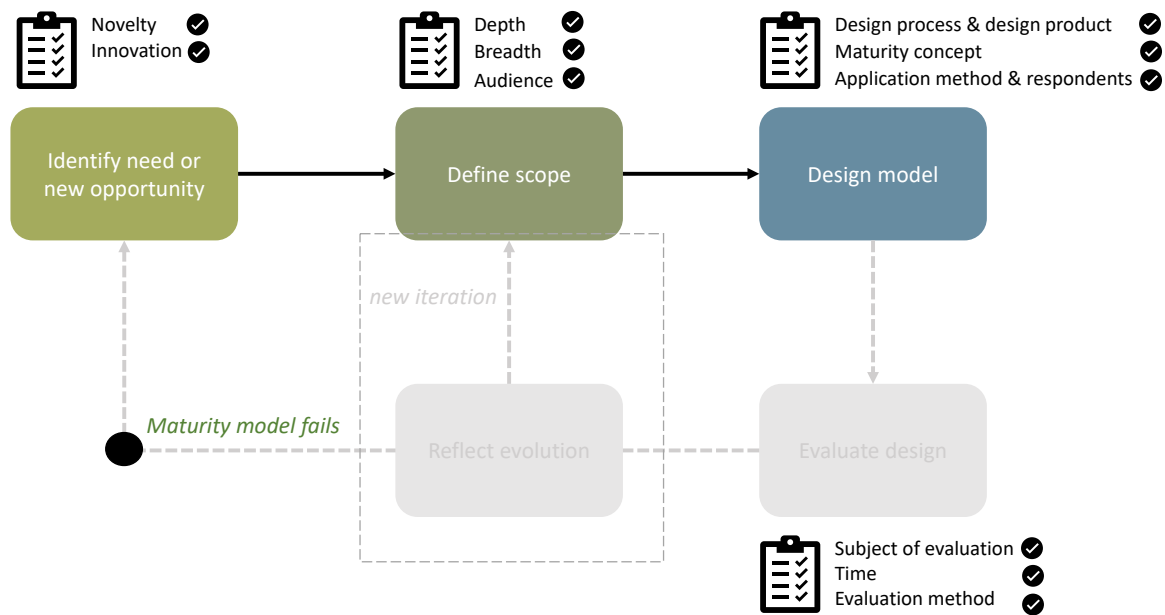 Novelty
Innovation
Depth
Breadth
Audience
Design process & design product
Maturity concept
Application method & respondents
Identify need or
new opportunity
Define scope
Design model
new iteration
Maturity model fails
Reflect evolution
Evaluate design
Subject of evaluation
Time
Evaluation method